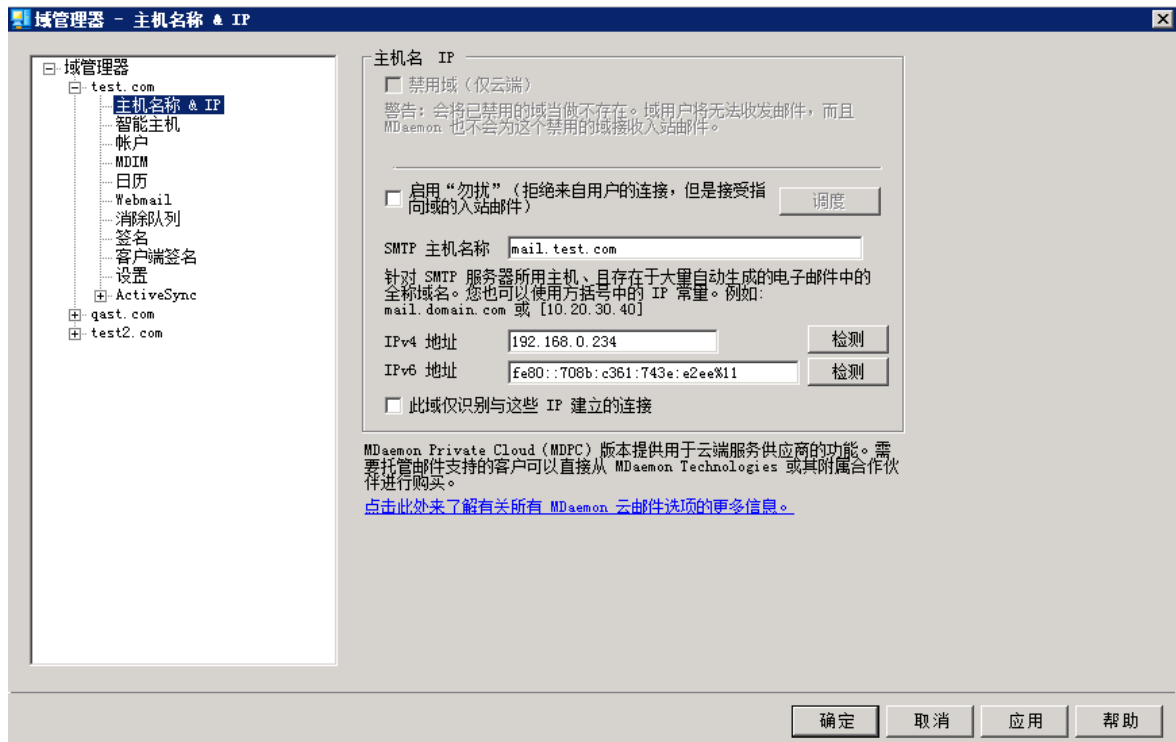 域管理器 - 主机名称 & IP
域管理器
test.com
主机名称 & IP
智能主机
帐户
MDIM
日历
Webmail
消除队列
签名
客户端签名
设置
ActiveSync
qast.com
test2.com
主机名 IP
禁用域（仅云端）
警告: 会将已禁用的域当做不存在。域用户将无法收发邮件，而且
MDaemon 也不会为这个禁用的域接收入站邮件。
启用“勿扰”（拒绝来自用户的连接，但是接受指
向域的入站邮件）
调度
SMTP 主机名称
mail.test.com
针对 SMTP 服务器所用主机、且存在于大量自动生成的电子邮件中的
全称域名。您也可以使用方括号中的 IP 常量。例如:
mail.domain.com 或 [10.20.30.40]
IPv4 地址
192.168.0.234
检测
IPv6 地址
fe80::708b:c361:743e:e2ee%11
检测
此域仅识别与这些 IP 建立的连接
MDaemon Private Cloud (MDPC) 版本提供用于云端服务供应商的功能。需
要托管邮件支持的客户可以直接从 MDaemon Technologies 或其附属合作伙
伴进行购买。
点击此处来了解有关所有 MDaemon 云邮件选项的更多信息。
确定
取消
应用
帮助